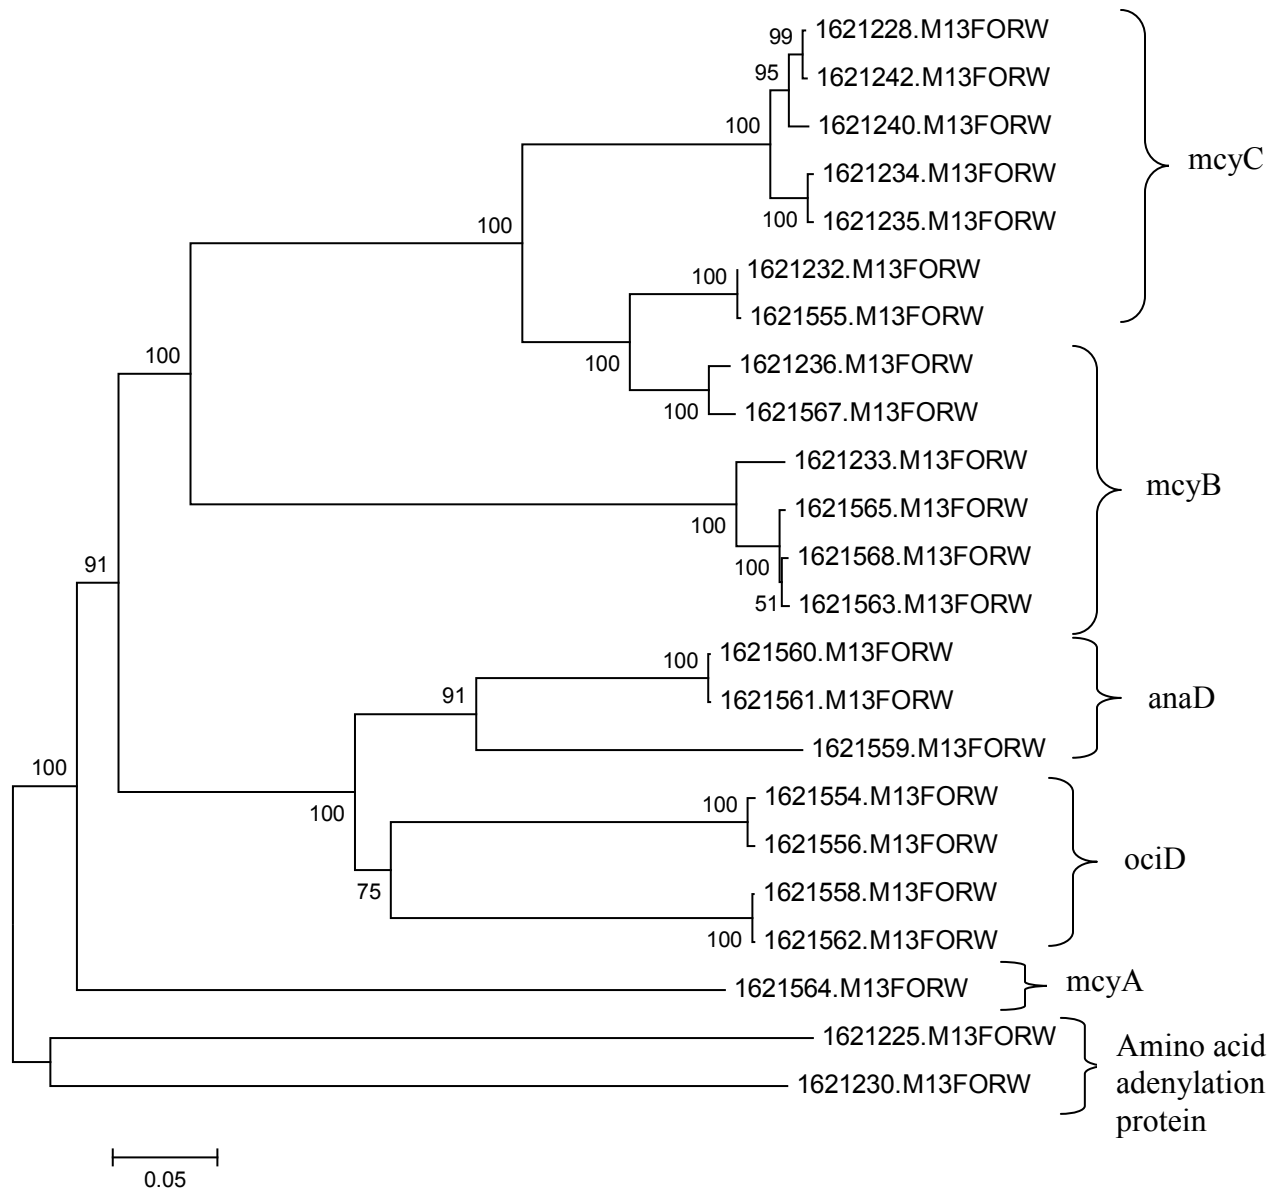 99
1621228.M13FORW
95
1621242.M13FORW
100
1621240.M13FORW
mcyC
1621234.M13FORW
100
1621235.M13FORW
100
1621232.M13FORW
100
1621555.M13FORW
100
1621236.M13FORW
100
100
1621567.M13FORW
1621233.M13FORW
mcyB
1621565.M13FORW
100
1621568.M13FORW
91
100
51
1621563.M13FORW
1621560.M13FORW
100
1621561.M13FORW
91
anaD
1621559.M13FORW
100
1621554.M13FORW
100
100
1621556.M13FORW
ociD
75
1621558.M13FORW
100
1621562.M13FORW
mcyA
1621564.M13FORW
1621225.M13FORW
Amino acid
1621230.M13FORW
adenylation
protein
0.05